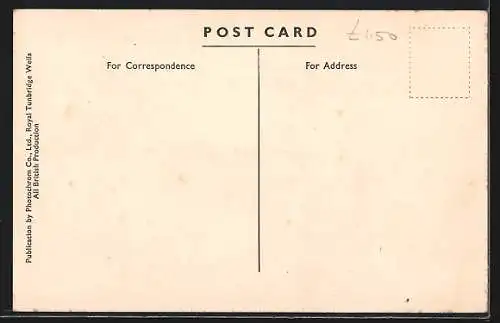 POST CARD
£1.50
For Correspondence
For Address
Publication by Photochrom Co., Ltd., Royal Tunbridge Wells
All British Production